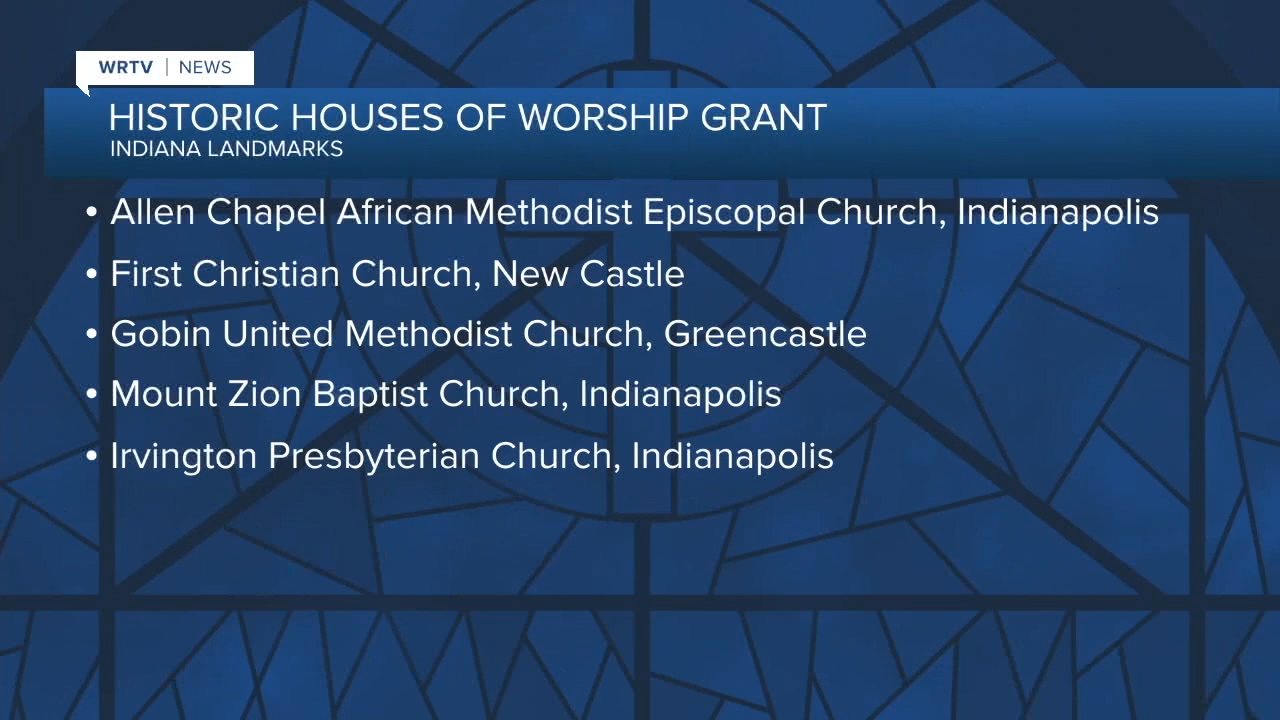 WRTV | NEWS
HISTORIC HOUSES OF WORSHIP GRANT
INDIANA LANDMARKS
• Allen Chapel African Methodist Episcopal Church, Indianapolis
• First Christian Church, New Castle
• Gobin United Methodist Church, Greencastle
• Mount Zion Baptist Church, Indianapolis
• Irvington Presbyterian Church, Indianapolis